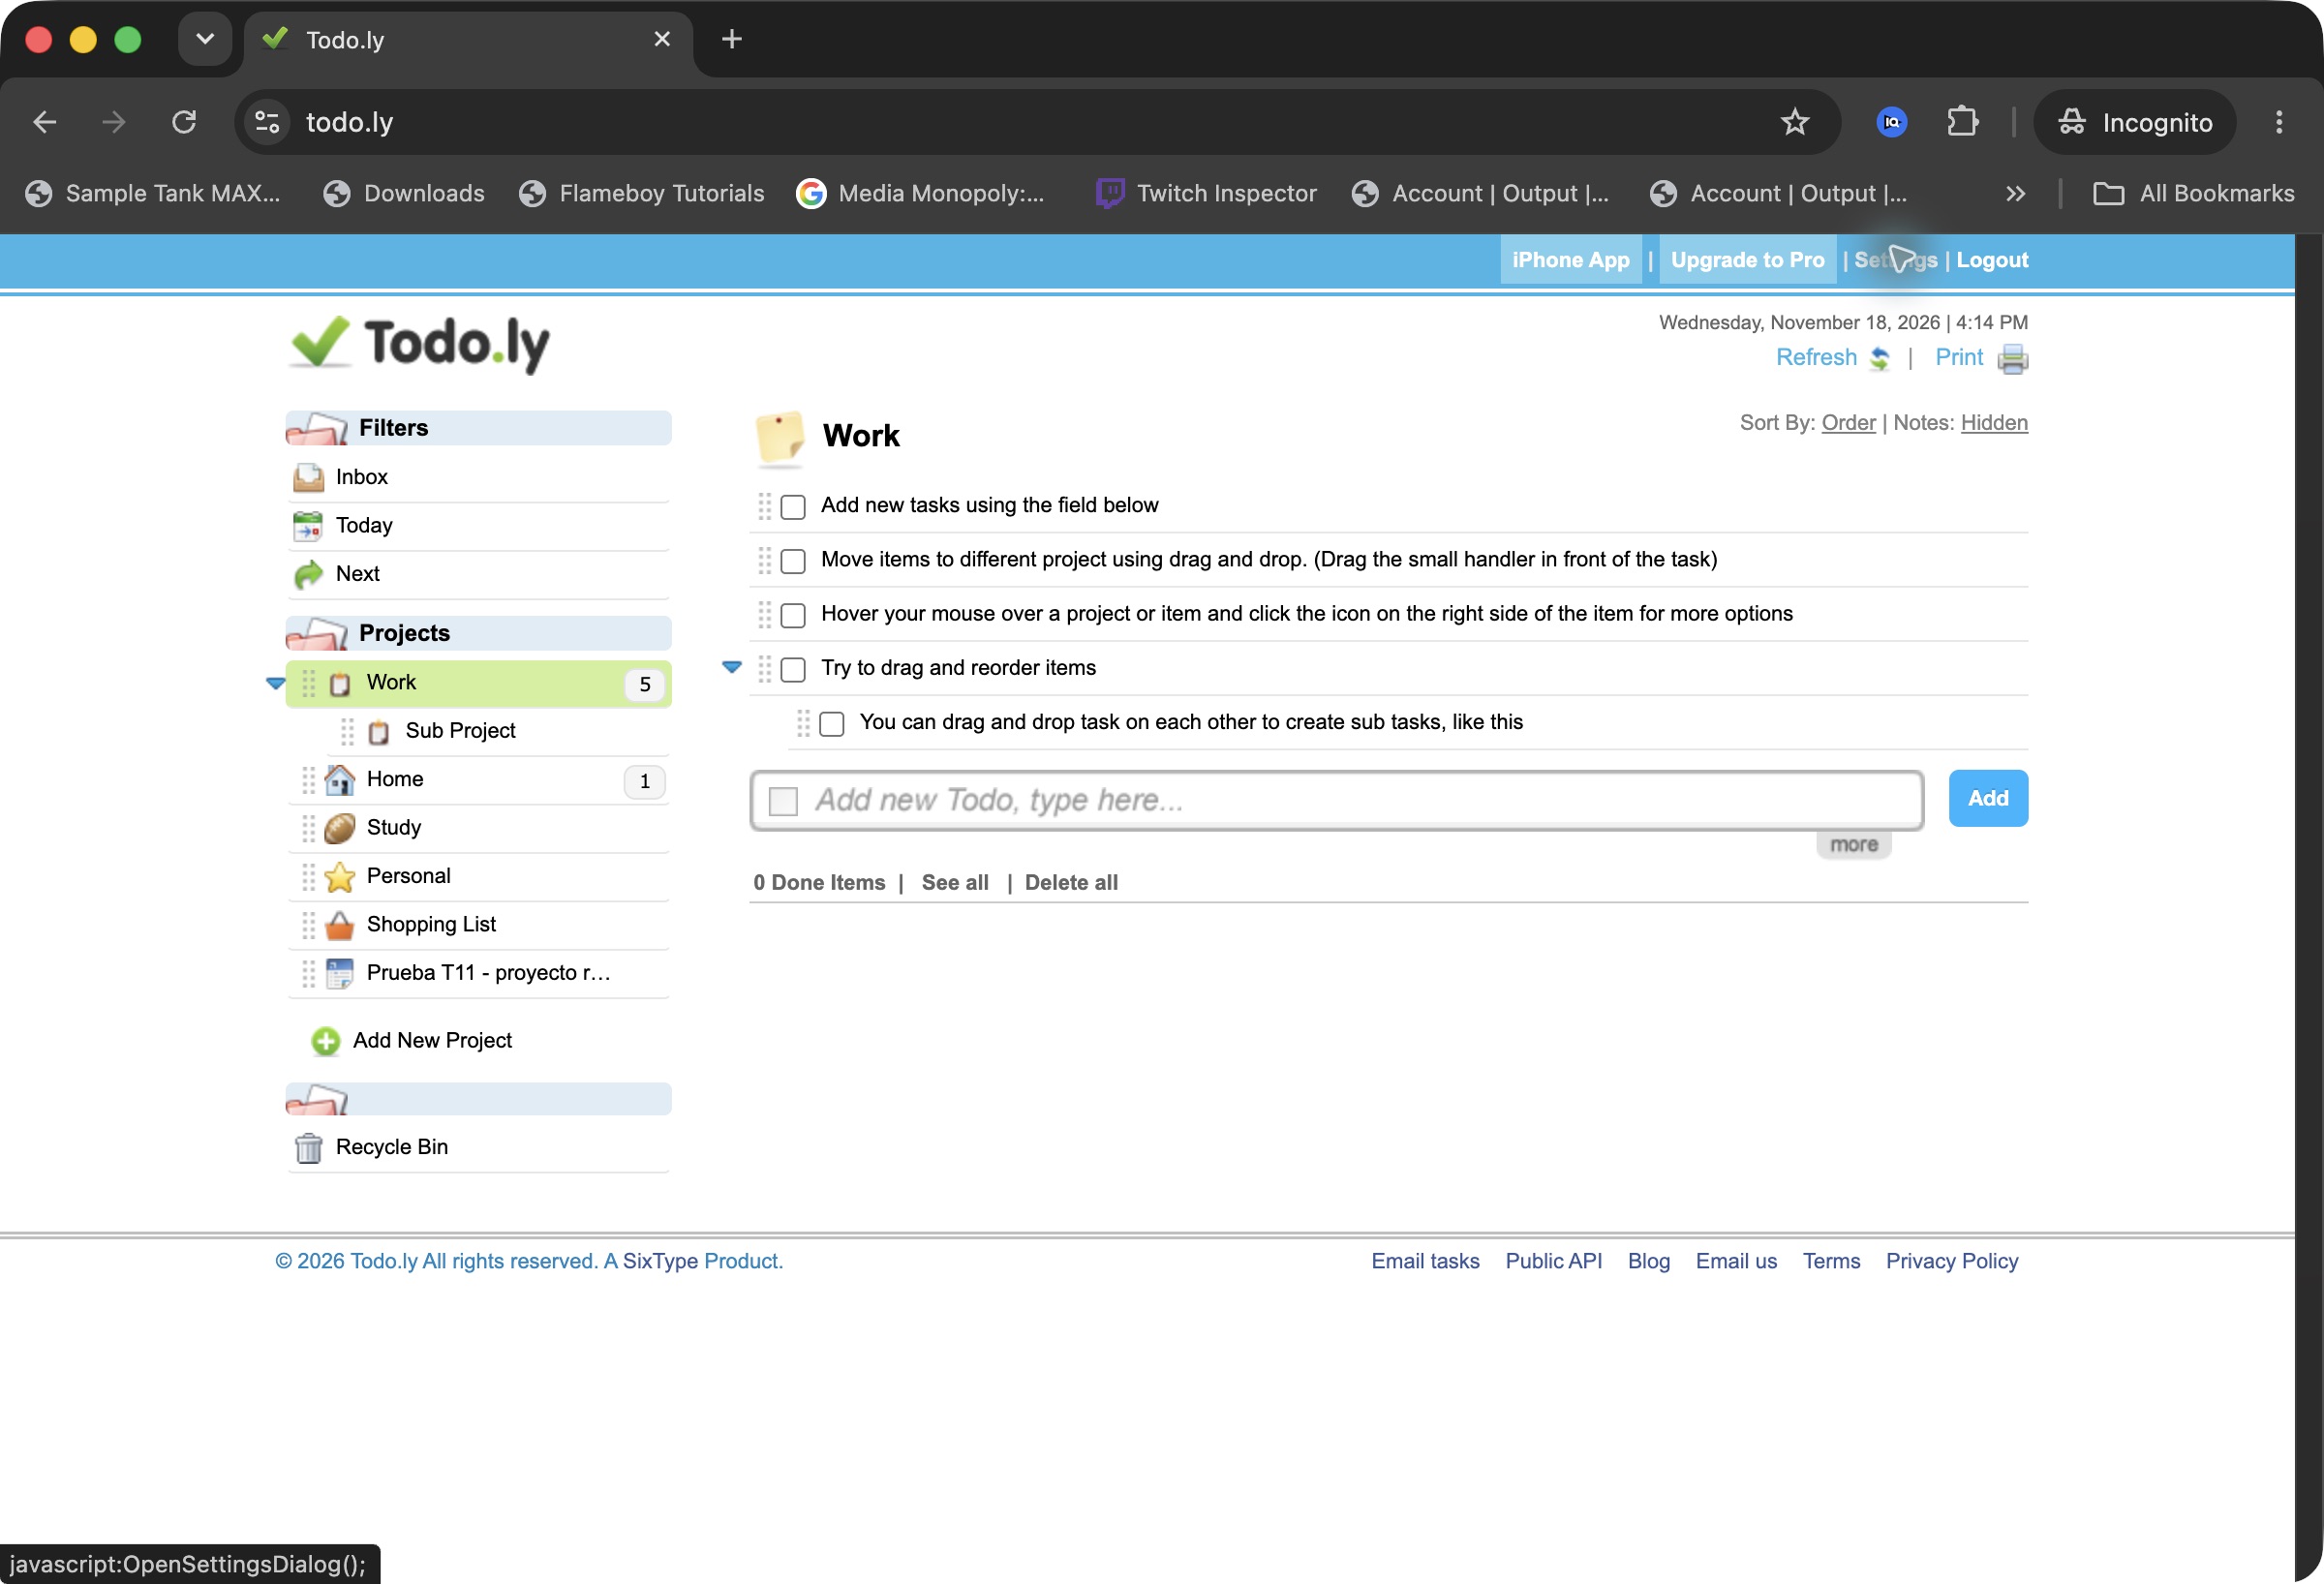 Todo.ly
todo.ly
Incognito
Sample Tank MAX...
Downloads
Flameboy Tutorials
Media Monopoly:...
Twitch Inspector
Account | Output |...
Account | Output |...
All Bookmarks
iPhone App | Upgrade to Pro | Settings | Logout
Todo.ly
Wednesday, November 18, 2026 | 4:14 PM
Refresh | Print
Filters
Inbox
Today
Next
Projects
Work 5
Sub Project
Home 1
Study
Personal
Shopping List
Prueba T11 - proyecto r...
Add New Project
Recycle Bin
Work
Sort By: Order | Notes: Hidden
Add new tasks using the field below
Move items to different project using drag and drop. (Drag the small handler in front of the task)
Hover your mouse over a project or item and click the icon on the right side of the item for more options
Try to drag and reorder items
You can drag and drop task on each other to create sub tasks, like this
Add new Todo, type here...
Add
more
0 Done Items | See all | Delete all
© 2026 Todo.ly All rights reserved. A SixType Product.
Email tasks Public API Blog Email us Terms Privacy Policy
javascript:OpenSettingsDialog();